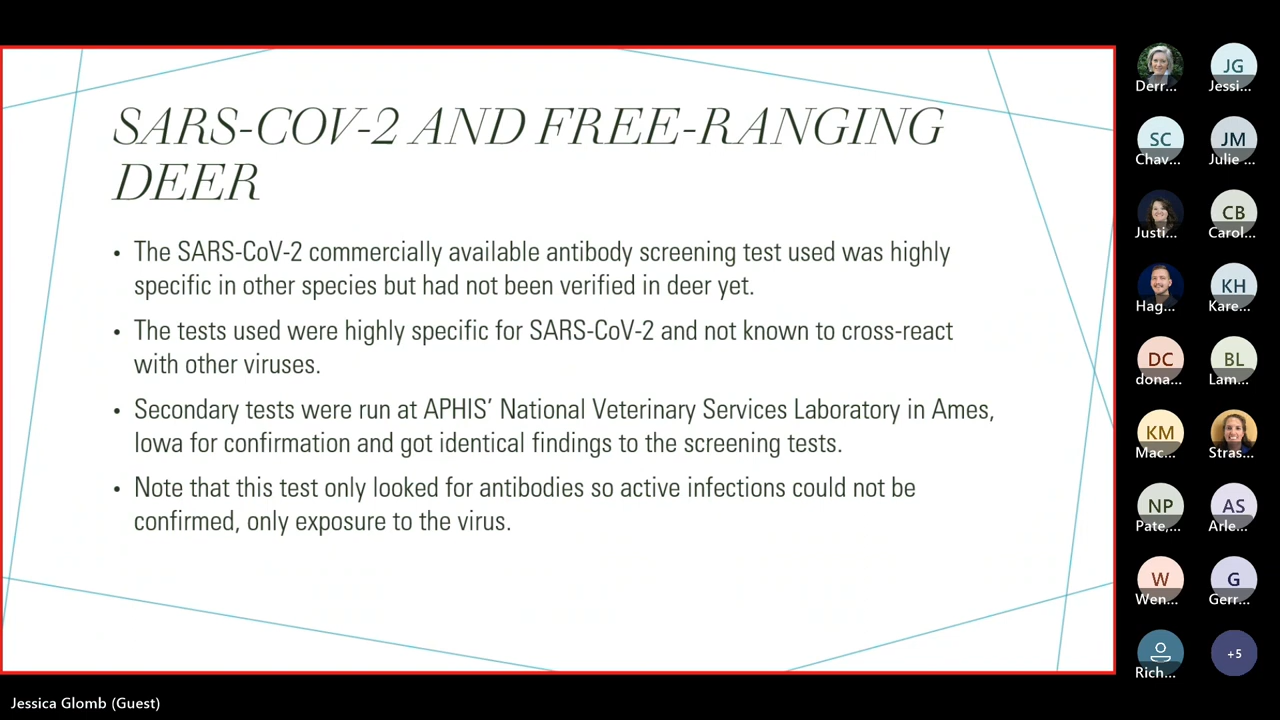 SARS-COV-2 AND FREE-RANGING
DEER
• The SARS-CoV-2 commercially available antibody screening test used was highly
specific in other species but had not been verified in deer yet.
• The tests used were highly specific for SARS-CoV-2 and not known to cross-react
with other viruses.
• Secondary tests were run at APHIS’ National Veterinary Services Laboratory in Ames,
Iowa for confirmation and got identical findings to the screening tests.
• Note that this test only looked for antibodies so active infections could not be
confirmed, only exposure to the virus.
Derr...
JG
Jessi...
SC
Chav...
JM
Julie ...
Justi...
CB
Carol...
Hag...
KH
Kare...
DC
dona...
BL
Lam...
KM
Mac...
Stras...
NP
Pate,...
AS
Arle...
W
Wen...
G
Gerr...
Rich...
+5
Jessica Glomb (Guest)